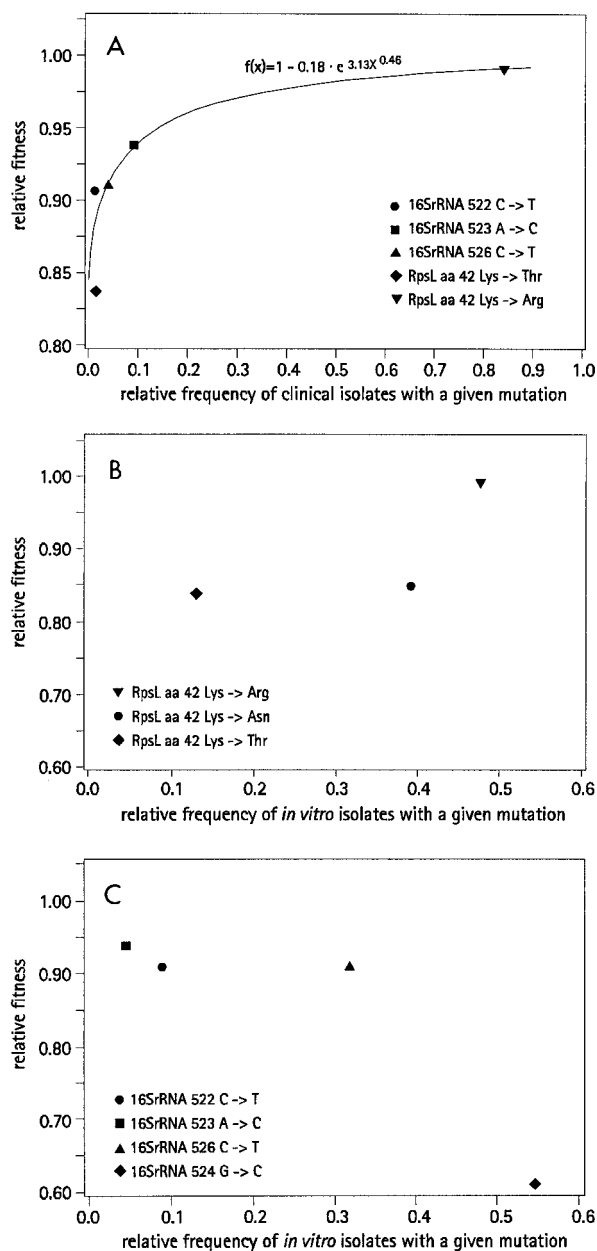 A
f(x)=1 - 0.18 · e 3.13X 0.46
relative fitness
1.00
0.95
0.90
0.85
0.80
16SrRNA 522 C -> T
16SrRNA 523 A -> C
16SrRNA 526 C -> T
RpsL aa 42 Lys -> Thr
RpsL aa 42 Lys -> Arg
0.0 0.1 0.2 0.3 0.4 0.5 0.6 0.7 0.8 0.9 1.0
relative frequency of clinical isolates with a given mutation
B
relative fitness
1.00
0.90
0.80
0.70
0.60
RpsL aa 42 Lys -> Arg
RpsL aa 42 Lys -> Asn
RpsL aa 42 Lys -> Thr
0.0 0.1 0.2 0.3 0.4 0.5 0.6
relative frequency of in vitro isolates with a given mutation
C
relative fitness
1.00
0.90
0.80
0.70
0.60
16SrRNA 522 C -> T
16SrRNA 523 A -> C
16SrRNA 526 C -> T
16SrRNA 524 G -> C
0.0 0.1 0.2 0.3 0.4 0.5 0.6
relative frequency of in vitro isolates with a given mutation